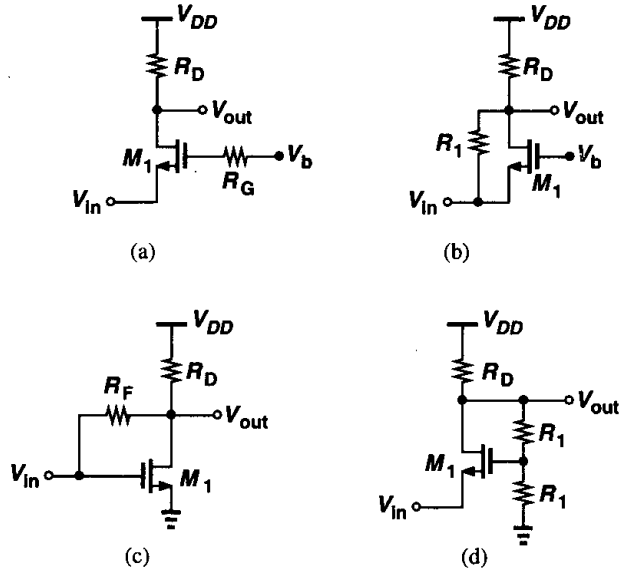 V_DD
R_D
V_out
M_1
V_b
R_G
V_in
(a)
V_DD
R_D
V_out
R_1
V_b
M_1
V_in
(b)
V_DD
R_D
R_F
V_out
V_in
M_1
(c)
V_DD
R_D
V_out
R_1
M_1
R_1
V_in
(d)